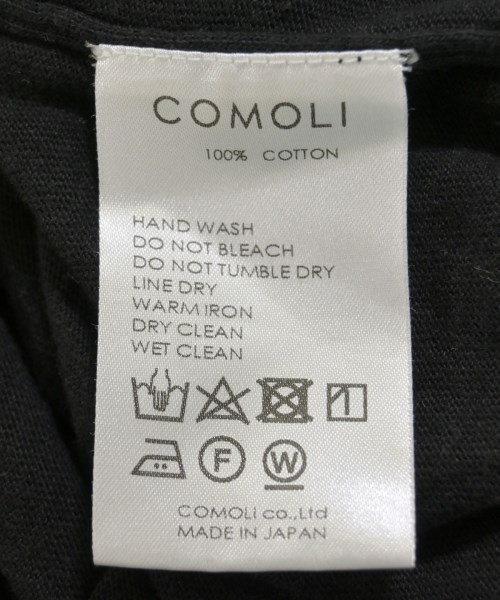 COMOLI
100% COTTON
HAND WASH
DO NOT BLEACH
DO NOT TUMBLE DRY
LINE DRY
WARM IRON
DRY CLEAN
WET CLEAN
F W
COMOLI co.,Ltd
MADE IN JAPAN